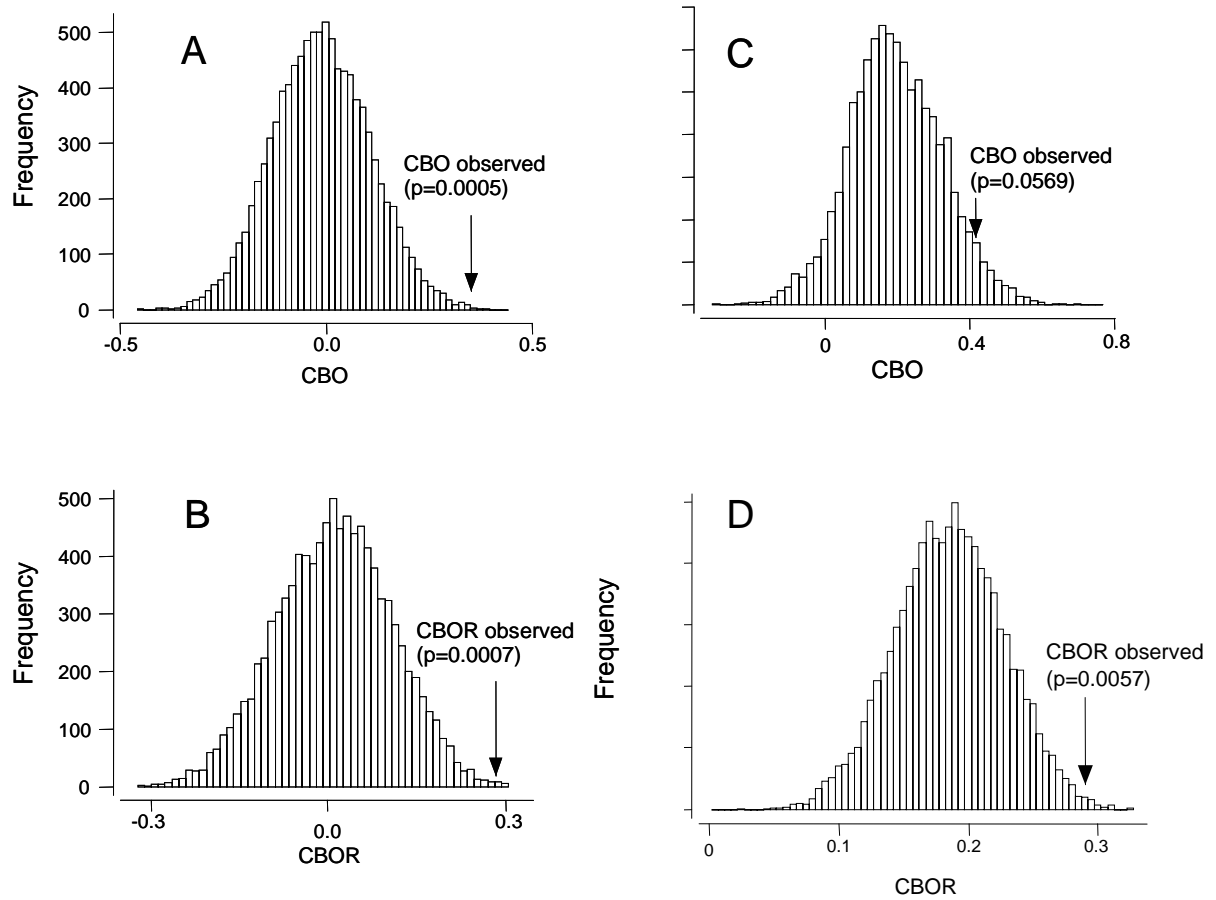 A
500
400
300
200
100
0
Frequency
CBO observed
(p=0.0005)
-0.5 0.0 0.5
CBO
C
CBO observed
(p=0.0569)
0 0.4 0.8
CBO
B
500
400
300
200
100
0
Frequency
CBOR observed
(p=0.0007)
-0.3 0.0 0.3
CBOR
D
Frequency
CBOR observed
(p=0.0057)
0 0.1 0.2 0.3
CBOR